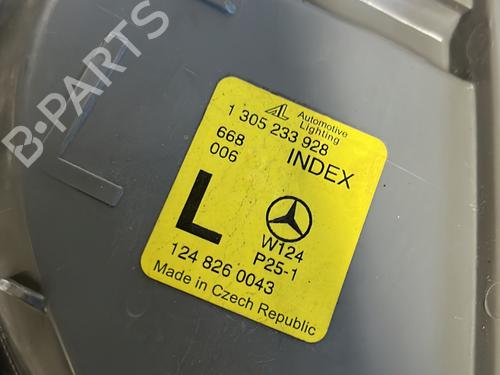 B-PARTS
AL Automotive
Lighting
1 305 233 928
668
006
INDEX
L
W124
P25-1
124 826 0043
Made in Czech Republic